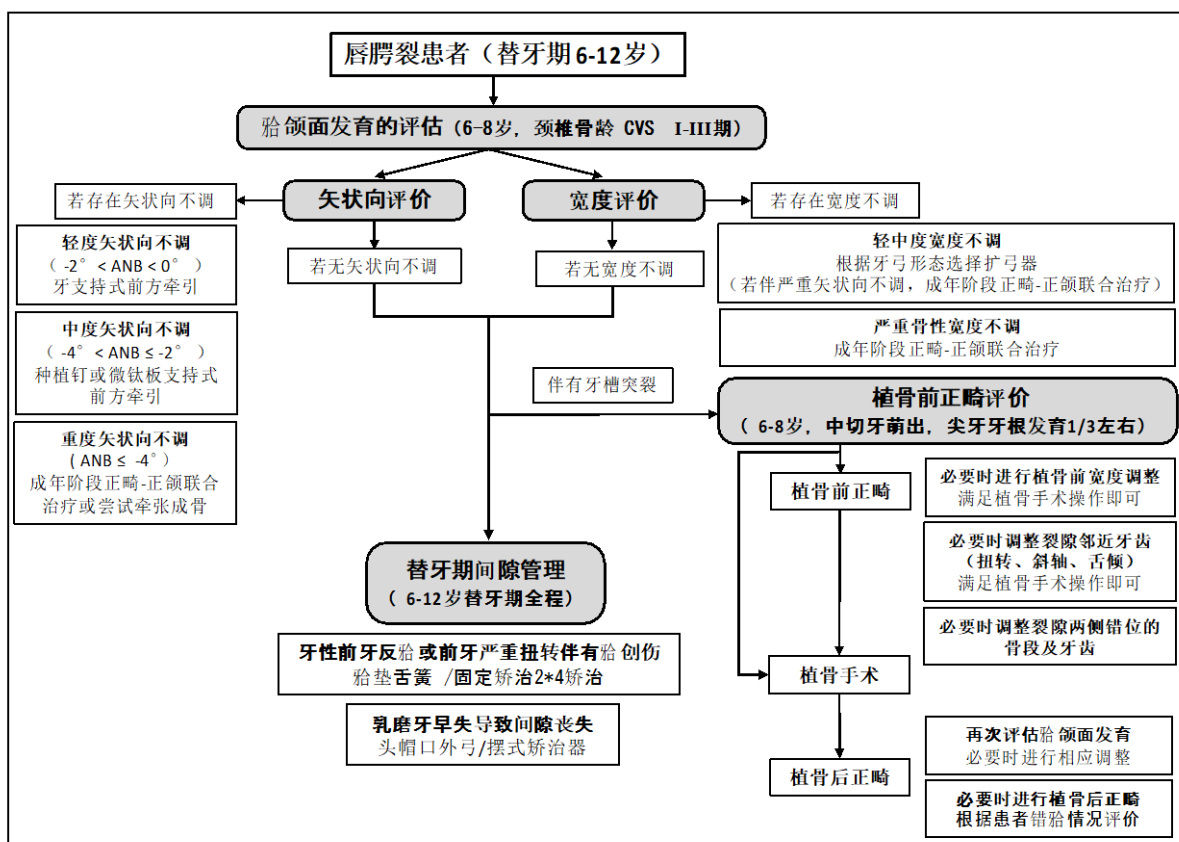 唇腭裂患者（替牙期6-12岁）
𬌗颌面发育的评估（6-8岁，颈椎骨龄 CVS I-III期）
若存在矢状向不调
矢状向评价
宽度评价
若存在宽度不调
轻度矢状向不调
（ -2° < ANB < 0° ）
牙支持式前方牵引
若无矢状向不调
若无宽度不调
轻中度宽度不调
根据牙弓形态选择扩弓器
（若伴严重矢状向不调，成年阶段正畸-正颌联合治疗）
中度矢状向不调
（ -4° < ANB ≤ -2° ）
种植钉或微钛板支持式
前方牵引
严重骨性宽度不调
成年阶段正畸-正颌联合治疗
伴有牙槽突裂
植骨前正畸评价
（ 6-8岁，中切牙萌出，尖牙牙根发育1/3左右）
重度矢状向不调
( ANB ≤ -4°）
成年阶段正畸-正颌联合
治疗或尝试牵张成骨
植骨前正畸
必要时进行植骨前宽度调整
满足植骨手术操作即可
必要时调整裂隙邻近牙齿
（扭转、斜轴、舌倾）
满足植骨手术操作即可
替牙期间隙管理
（ 6-12岁替牙期全程）
必要时调整裂隙两侧错位的
骨段及牙齿
牙性前牙反𬌗或前牙严重扭转伴有𬌗创伤
𬌗垫舌簧 /固定矫治2*4矫治
植骨手术
乳磨牙早失导致间隙丧失
头帽口外弓/摆式矫治器
再次评估𬌗颌面发育
必要时进行相应调整
植骨后正畸
必要时进行植骨后正畸
根据患者错𬌗情况评价